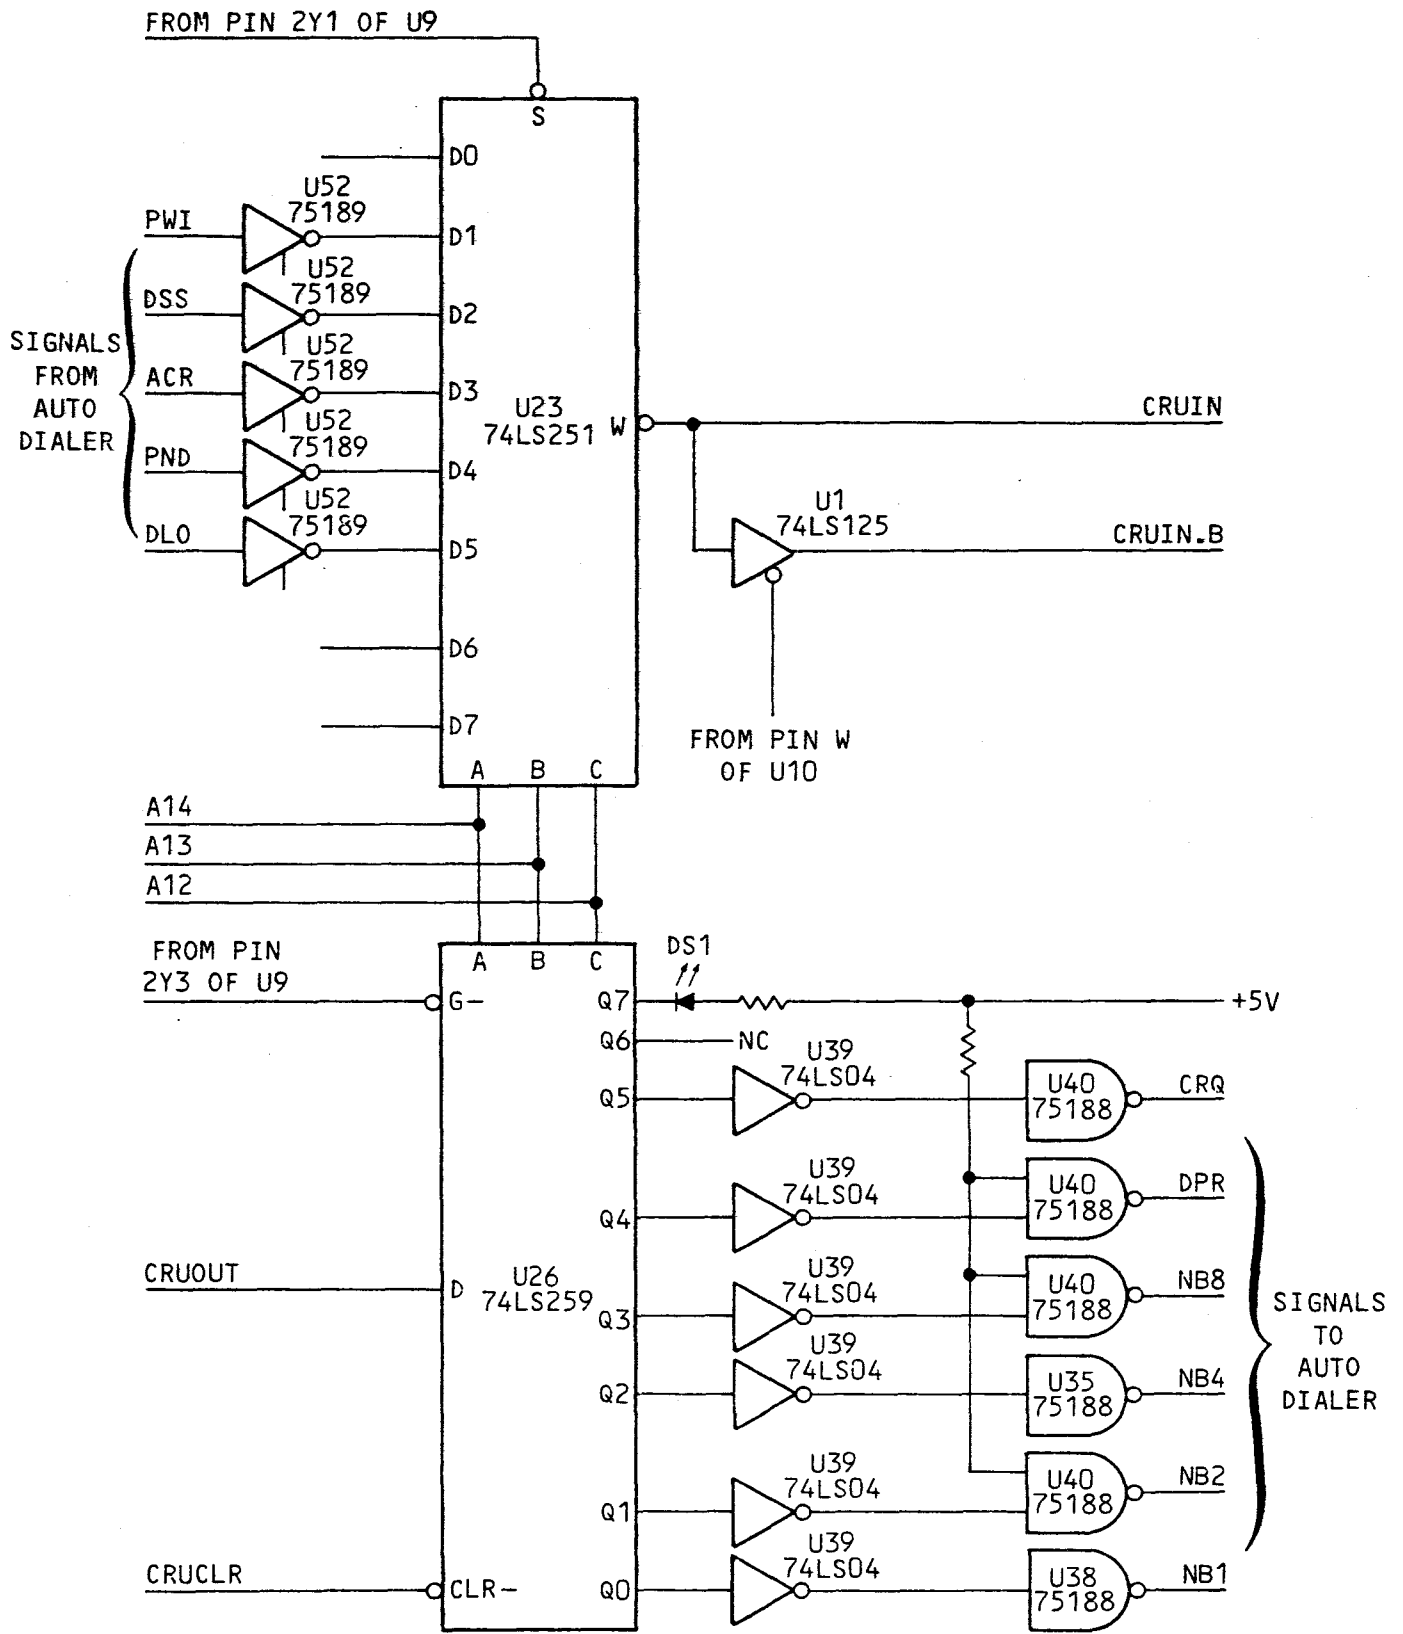 FROM PIN 2Y1 OF U9
S
D0
U52
75189
PWI
D1
U52
75189
DSS
D2
U52
75189
ACR
D3
U52
75189
PND
D4
U52
75189
DLO
D5
SIGNALS
FROM
AUTO
DIALER
U23
74LS251
W
CRUIN
U1
74LS125
CRUIN.B
D6
D7
FROM PIN W
OF U10
A B C
A14
A13
A12
FROM PIN
2Y3 OF U9
A B C
G-
DS1
Q7
+5V
Q6
NC
U39
74LS04
Q5
U40
75188
CRQ
U39
74LS04
Q4
U40
75188
DPR
CRUOUT
D
U26
74LS259
U39
74LS04
Q3
U40
75188
NB8
U39
74LS04
Q2
U35
75188
NB4
SIGNALS
TO
AUTO
DIALER
U39
74LS04
Q1
U40
75188
NB2
CRUCLR
CLR-
U39
74LS04
Q0
U38
75188
NB1